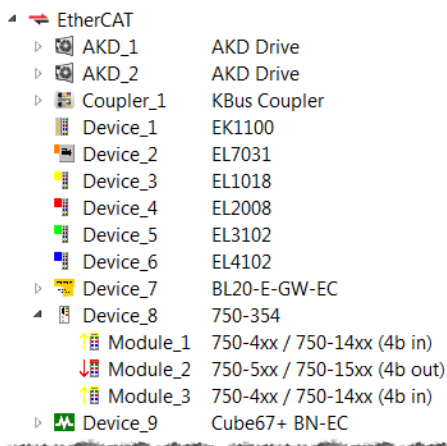 EtherCAT
AKD_1 AKD Drive
AKD_2 AKD Drive
Coupler_1 KBus Coupler
Device_1 EK1100
Device_2 EL7031
Device_3 EL1018
Device_4 EL2008
Device_5 EL3102
Device_6 EL4102
Device_7 BL20-E-GW-EC
Device_8 750-354
Module_1 750-4xx / 750-14xx (4b in)
Module_2 750-5xx / 750-15xx (4b out)
Module_3 750-4xx / 750-14xx (4b in)
Device_9 Cube67+ BN-EC